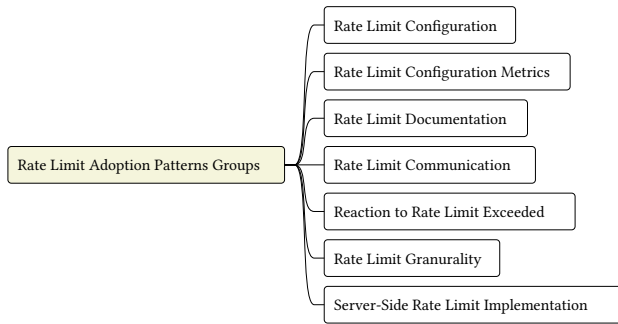 Rate Limit Configuration
Rate Limit Configuration Metrics
Rate Limit Documentation
Rate Limit Adoption Patterns Groups
Rate Limit Communication
Reaction to Rate Limit Exceeded
Rate Limit Granurality
Server-Side Rate Limit Implementation